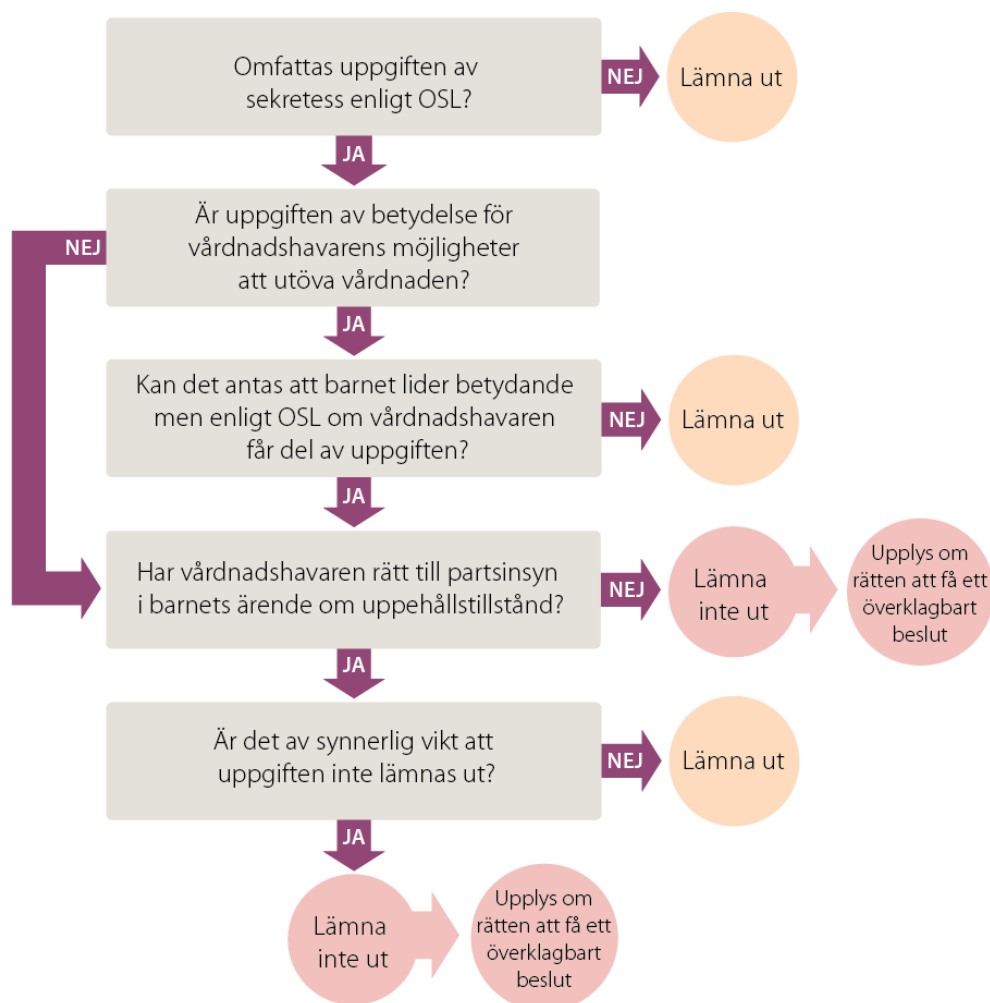 Omfattas uppgiften av
sekretess enligt OSL?
NEJ
Lämna ut
JA
Är uppgiften av betydelse för
vårdnadshavarens möjligheter
att utöva vårdnaden?
NEJ
JA
Kan det antas att barnet lider betydande
men enligt OSL om vårdnadshavaren
får del av uppgiften?
NEJ
Lämna ut
JA
Har vårdnadshavaren rätt till partsinsyn
i barnets ärende om uppehållstillstånd?
NEJ
Lämna
inte ut
Upplys om
rätten att få ett
överklagbart
beslut
JA
Är det av synnerlig vikt att
uppgiften inte lämnas ut?
NEJ
Lämna ut
JA
Lämna
inte ut
Upplys om
rätten att få ett
överklagbart
beslut